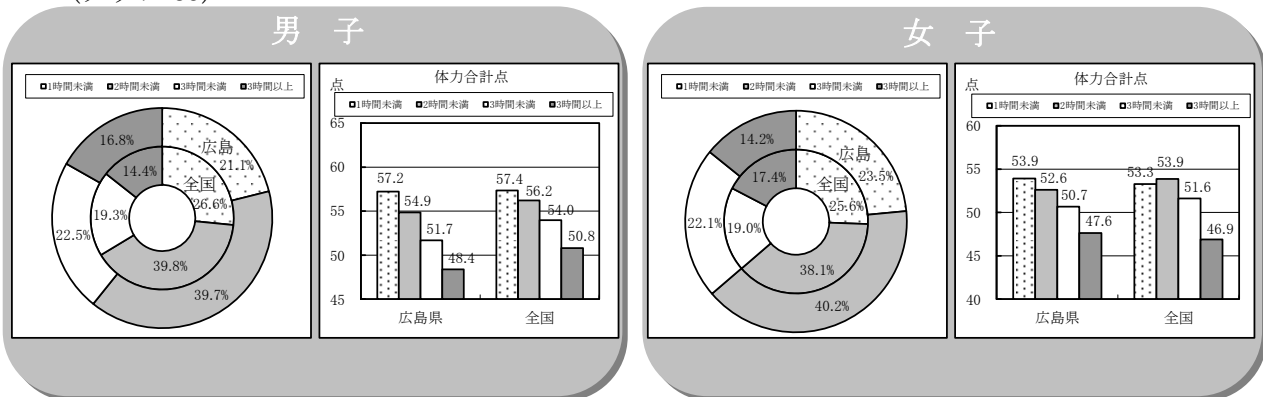 男 子
□1時間未満 □2時間未満 □3時間未満 ■3時間以上
広島
全国
16.8%
21.1%
14.4%
26.6%
19.3%
22.5%
39.8%
39.7%
体力合計点
点
□1時間未満 □2時間未満 □3時間未満 ■3時間以上
65
60
55
50
45
57.2
54.9
51.7
48.4
57.4
56.2
54.0
50.8
広島県
全国
女 子
□1時間未満 □2時間未満 □3時間未満 ■3時間以上
広島
全国
14.2%
23.5%
17.4%
25.6%
22.1%
19.0%
38.1%
40.2%
体力合計点
点
□1時間未満 □2時間未満 □3時間未満 ■3時間以上
60
55
50
45
40
53.9
52.6
50.7
47.6
53.3
53.9
51.6
46.9
広島県
全国